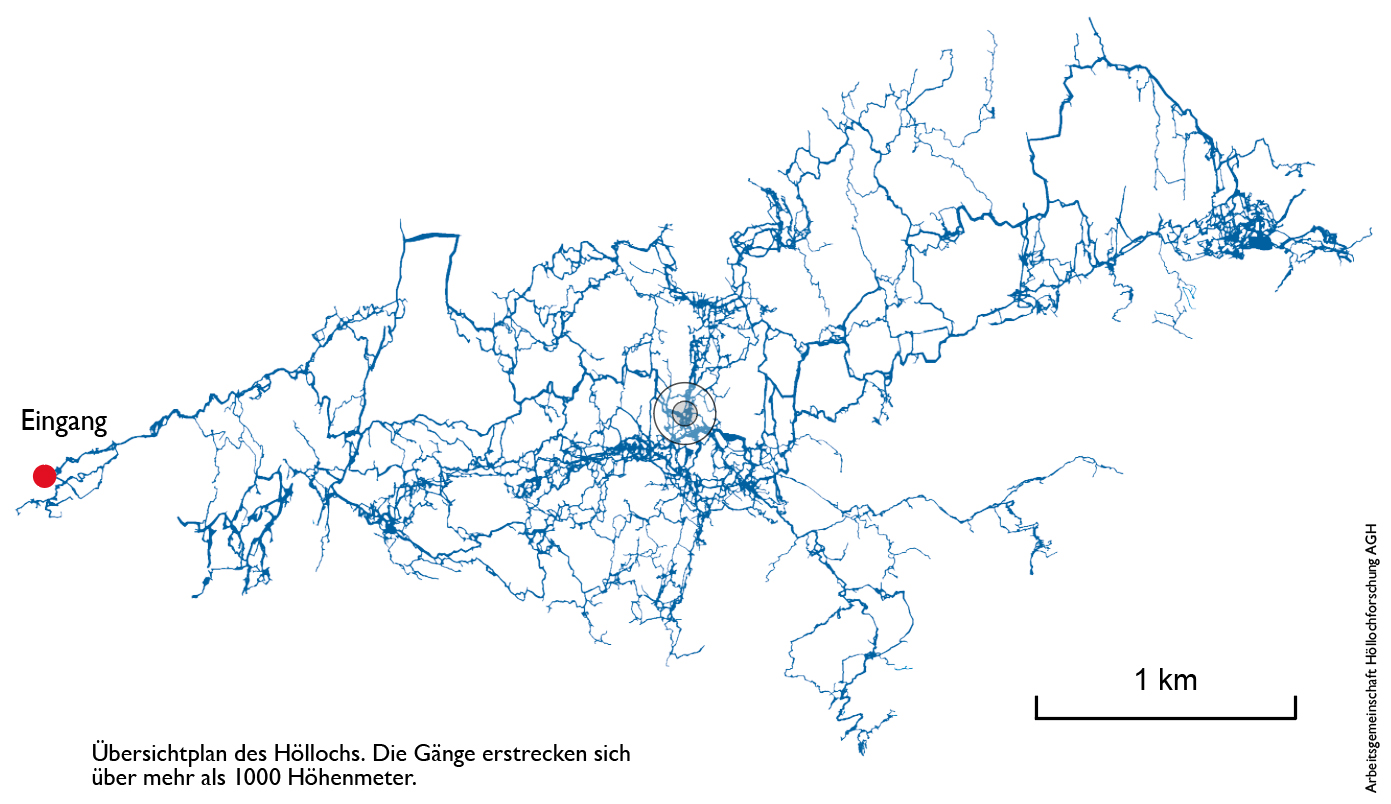 Eingang
1 km
Übersichtplan des Höllochs. Die Gänge erstrecken sich
über mehr als 1000 Höhenmeter.
Arbeitsgemeinschaft Höllochforschung AGH